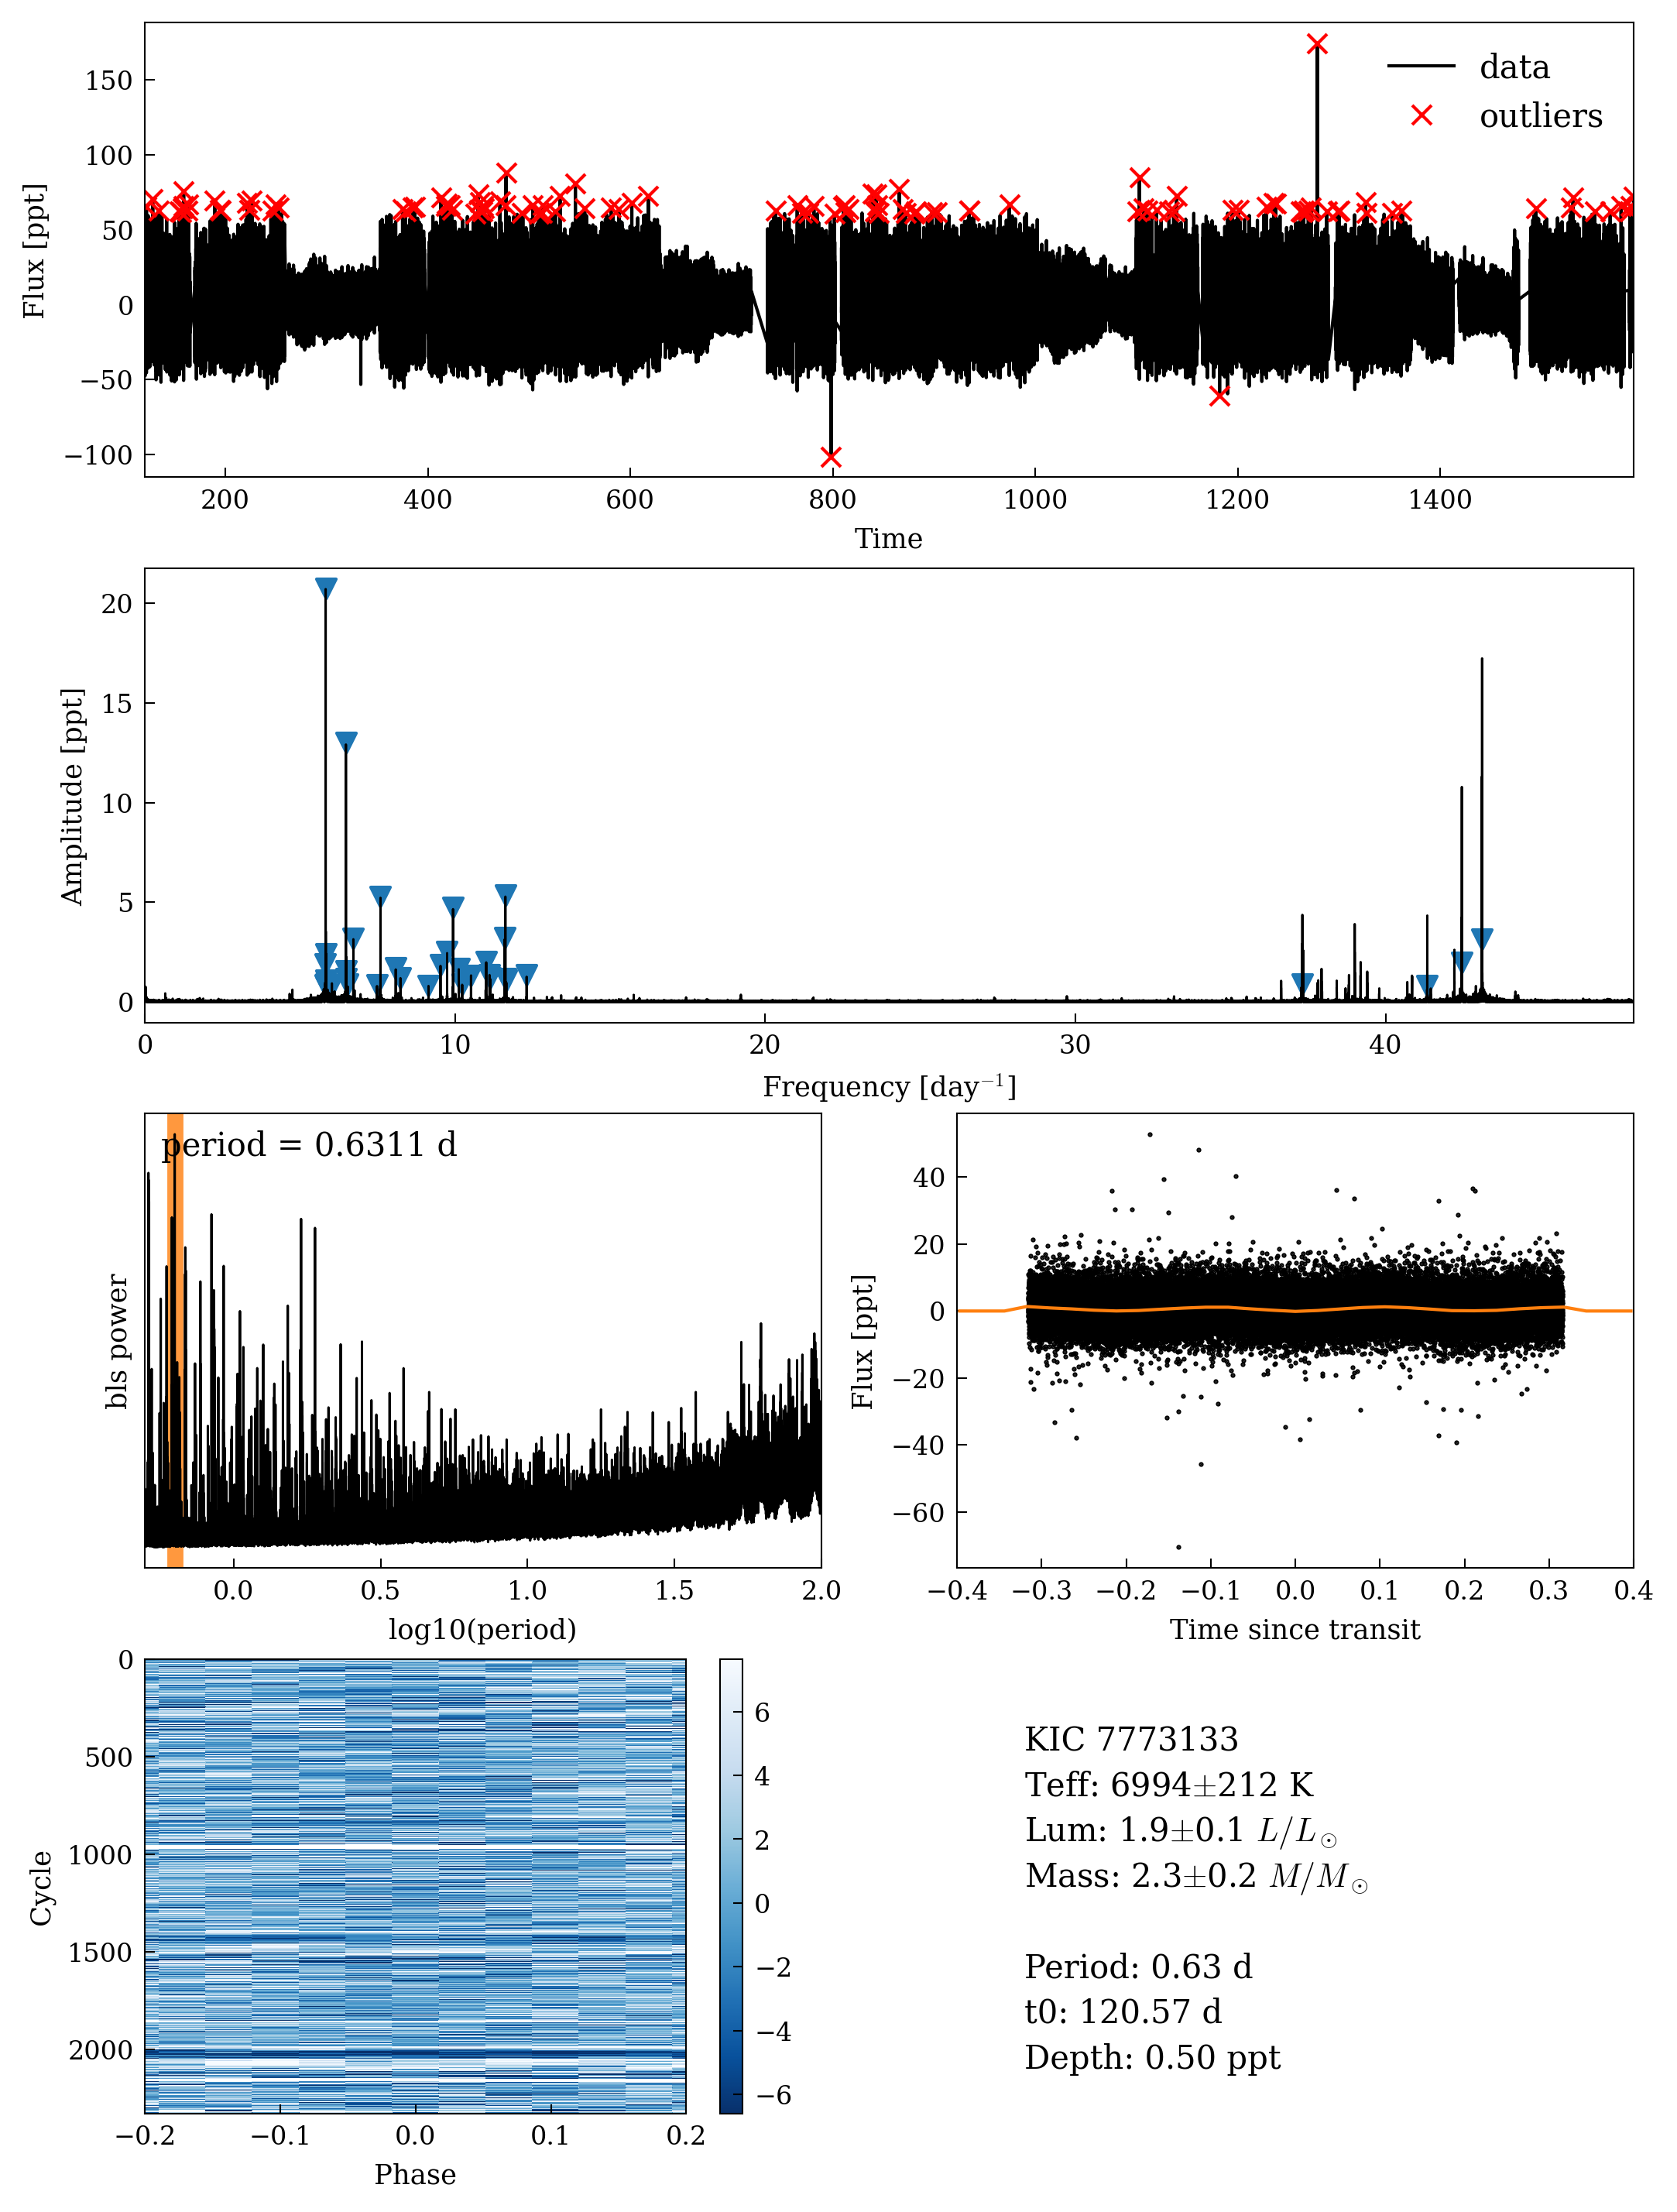 data
outliers
150
100
50
0
−50
−100
Flux [ppt]
200 400 600 800 1000 1200 1400
Time
20
15
10
5
0
Amplitude [ppt]
0 10 20 30 40
Frequency [day⁻¹]
period = 0.6311 d
bls power
0.0 0.5 1.0 1.5 2.0
log10(period)
40
20
0
−20
−40
−60
Flux [ppt]
−0.4 −0.3 −0.2 −0.1 0.0 0.1 0.2 0.3 0.4
Time since transit
0
500
1000
1500
2000
Cycle
−0.2 −0.1 0.0 0.1 0.2
Phase
6
4
2
0
−2
−4
−6
KIC 7773133
Teff: 6994±212 K
Lum: 1.9±0.1 L/L☉
Mass: 2.3±0.2 M/M☉
Period: 0.63 d
t0: 120.57 d
Depth: 0.50 ppt